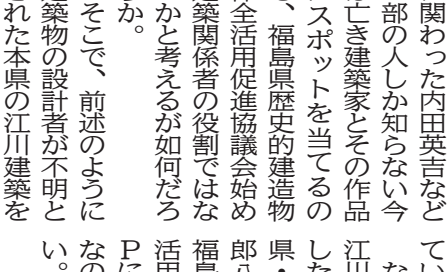 関わった内田英吉など
部の人しか知らない今
亡き建築家とその作品
スポットを当てるの
、福島県歴史的建造物
全活用促進協議会始め
築関係者の役割ではな
かと考えるが如何だろ
か。
そこで、前述のように
築物の設計者が不明と
れた本県の江川建築を
てい
な
江川
した
県・
郎八
福島
活用
Pに
なの
い。